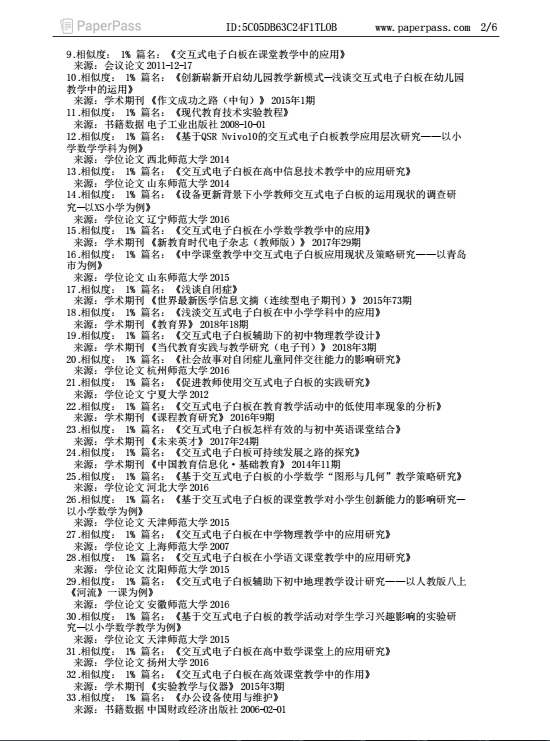 PaperPass ID:5C05DB63C24F1TLOB www.paperpass.com 2/6
9.相似度： 1% 篇名：《交互式电子白板在课堂教学中的应用》
来源：会议论文 2011-12-17
10.相似度： 1% 篇名：《创新崭新开启幼儿园教学新模式—浅谈交互式电子白板在幼儿园
教学中的运用》
来源：学术期刊 《作文成功之路（中旬）》 2015年1期
11.相似度： 1% 篇名：《现代教育技术实验教程》
来源：书籍数据 电子工业出版社 2008-10-01
12.相似度： 1% 篇名：《基于QSR Nvivo10的交互式电子白板教学应用层次研究——以小
学数学学科为例》
来源：学位论文 西北师范大学 2014
13.相似度： 1% 篇名：《交互式电子白板在高中信息技术教学中的应用研究》
来源：学位论文 山东师范大学 2014
14.相似度： 1% 篇名：《设备更新背景下小学教师交互式电子白板的运用现状的调查研
究—以XS小学为例》
来源：学位论文 辽宁师范大学 2016
15.相似度： 1% 篇名：《交互式电子白板在小学数学教学中的应用》
来源：学术期刊 《新教育时代电子杂志（教师版）》 2017年29期
16.相似度： 1% 篇名：《中学课堂教学中交互式电子白板应用现状及策略研究——以青岛
市为例》
来源：学位论文 山东师范大学 2015
17.相似度： 1% 篇名：《浅谈自闭症》
来源：学术期刊 《世界最新医学信息文摘（连续型电子期刊）》 2015年73期
18.相似度： 1% 篇名：《浅淡交互式电子白板在中小学学科中的应用》
来源：学术期刊 《教育界》 2018年18期
19.相似度： 1% 篇名：《交互式电子白板辅助下的初中物理教学设计》
来源：学术期刊 《当代教育实践与教学研究（电子刊）》 2018年3期
20.相似度： 1% 篇名：《社会故事对自闭症儿童同伴交往能力的影响研究》
来源：学位论文 杭州师范大学 2016
21.相似度： 1% 篇名：《促进教师使用交互式电子白板的实践研究》
来源：学位论文 宁夏大学 2012
22.相似度： 1% 篇名：《交互式电子白板在教育教学活动中的低使用率现象的分析》
来源：学术期刊 《课程教育研究》 2016年9期
23.相似度： 1% 篇名：《交互式电子白板怎样有效的与初中英语课堂结合》
来源：学术期刊 《未来英才》 2017年24期
24.相似度： 1% 篇名：《交互式电子白板可持续发展之路的探究》
来源：学术期刊 《中国教育信息化·基础教育》 2014年11期
25.相似度： 1% 篇名：《基于交互式电子白板的小学数学“图形与几何”教学策略研究》
来源：学位论文 河北大学 2016
26.相似度： 1% 篇名：《基于交互式电子白板的课堂教学对小学生创新能力的影响研究—
以小学数学为例》
来源：学位论文 天津师范大学 2015
27.相似度： 1% 篇名：《交互式电子白板在中学物理教学中的应用研究》
来源：学位论文 上海师范大学 2007
28.相似度： 1% 篇名：《交互式电子白板在小学语文课堂教学中的应用研究》
来源：学位论文 沈阳师范大学 2015
29.相似度： 1% 篇名：《交互式电子白板辅助下初中地理教学设计研究——以人教版八上
《河流》一课为例》
来源：学位论文 安徽师范大学 2016
30.相似度： 1% 篇名：《基于交互式电子白板的教学活动对学生学习兴趣影响的实验研
究—以小学数学教学为例》
来源：学位论文 天津师范大学 2015
31.相似度： 1% 篇名：《交互式电子白板在高中数学课堂上的应用研究》
来源：学位论文 扬州大学 2016
32.相似度： 1% 篇名：《交互式电子白板在高效课堂教学中的作用》
来源：学术期刊 《实验教学与仪器》 2015年3期
33.相似度： 1% 篇名：《办公设备使用与维护》
来源：书籍数据 中国财政经济出版社 2006-02-01